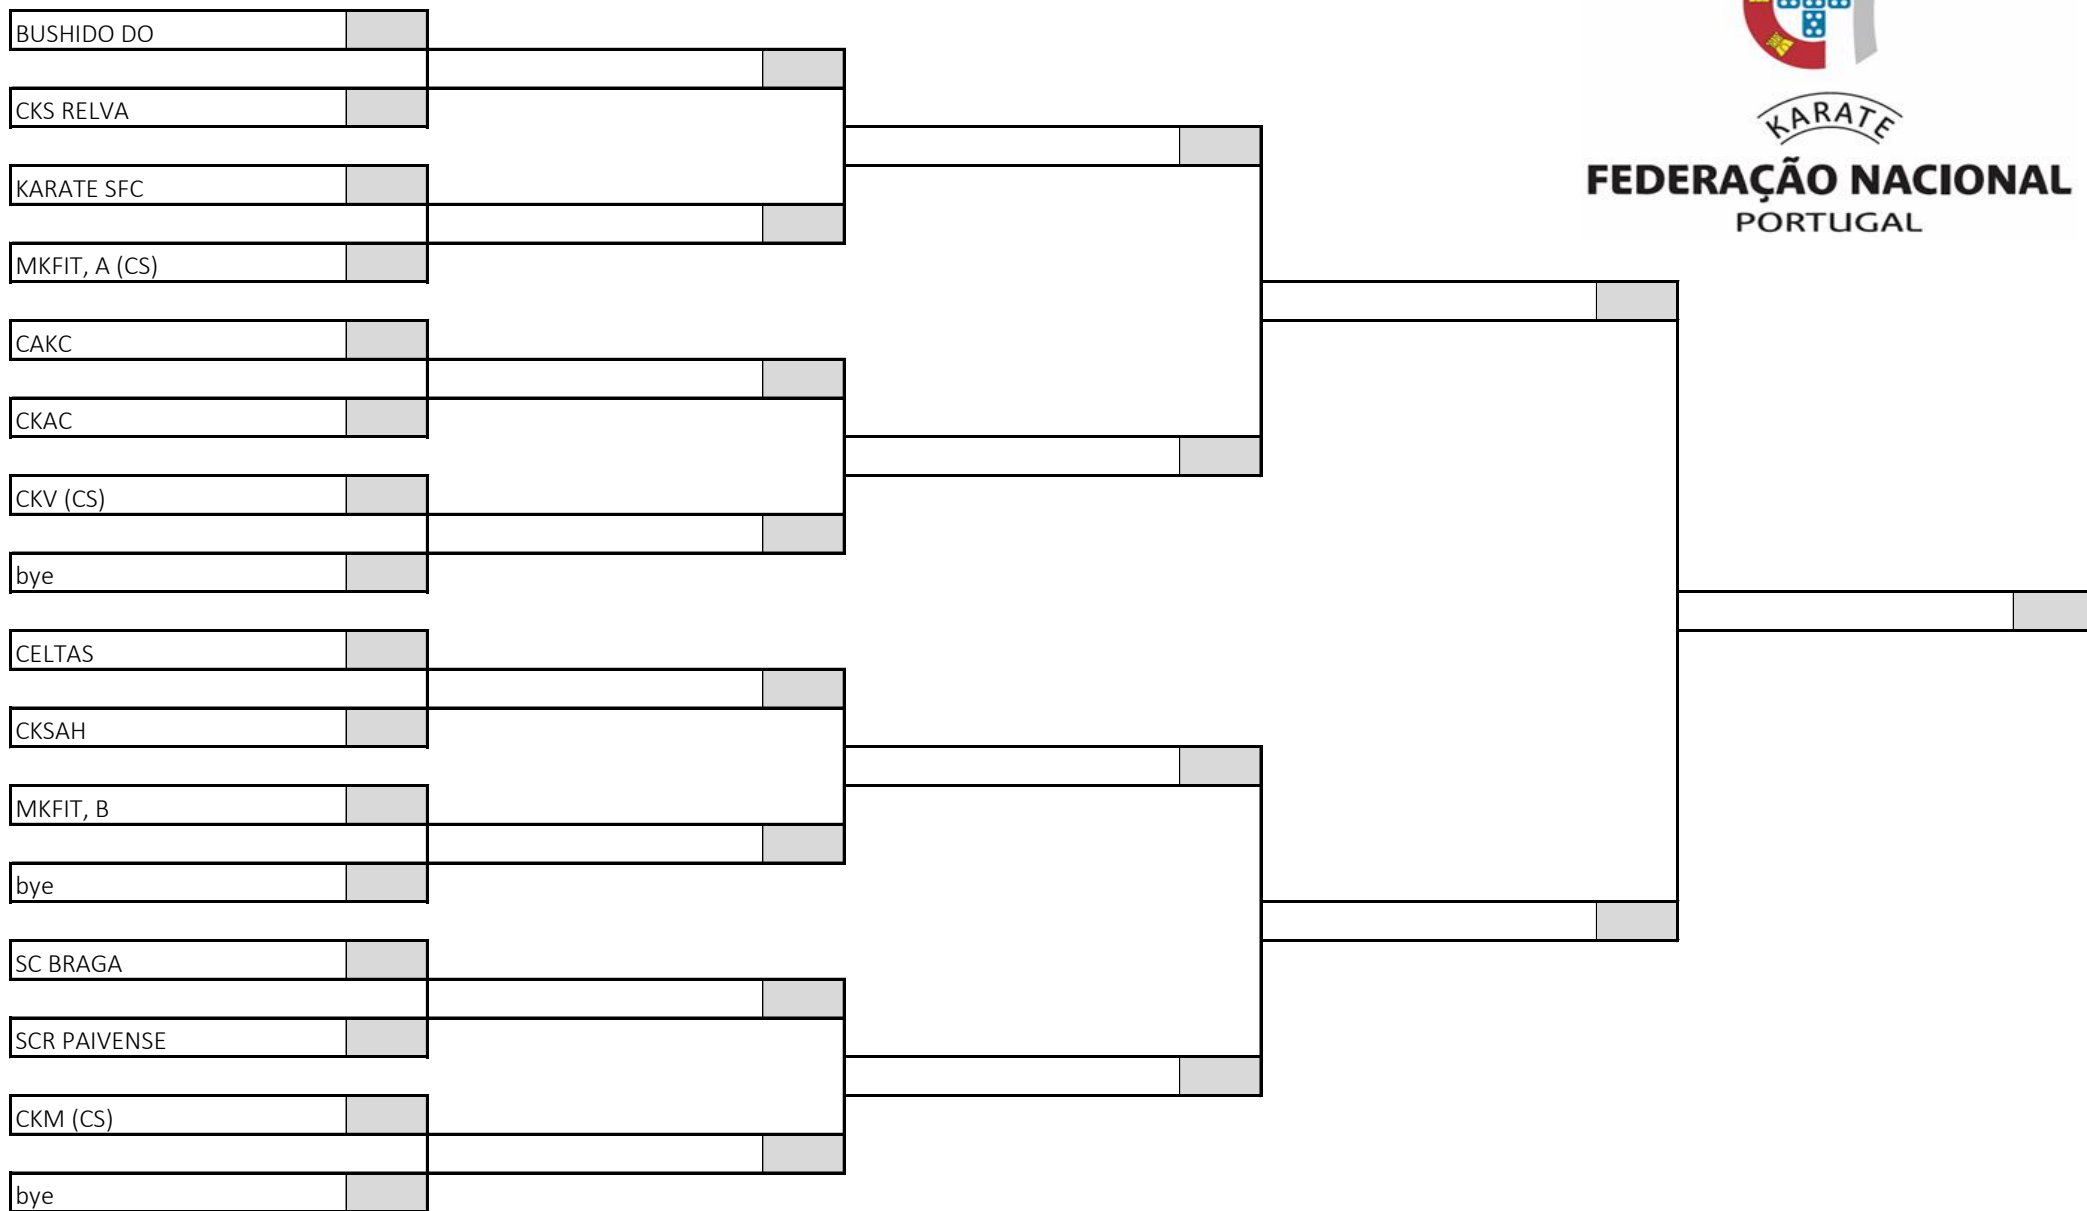 BUSHIDO DO
CKS RELVA
KARATE SFC
MKFIT, A (CS)
CAKC
CKAC
CKV (CS)
bye
CELTAS
CKSAH
MKFIT, B
bye
SC BRAGA
SCR PAIVENSE
CKM (CS)
bye
KARATE
FEDERAÇÃO NACIONAL
PORTUGAL